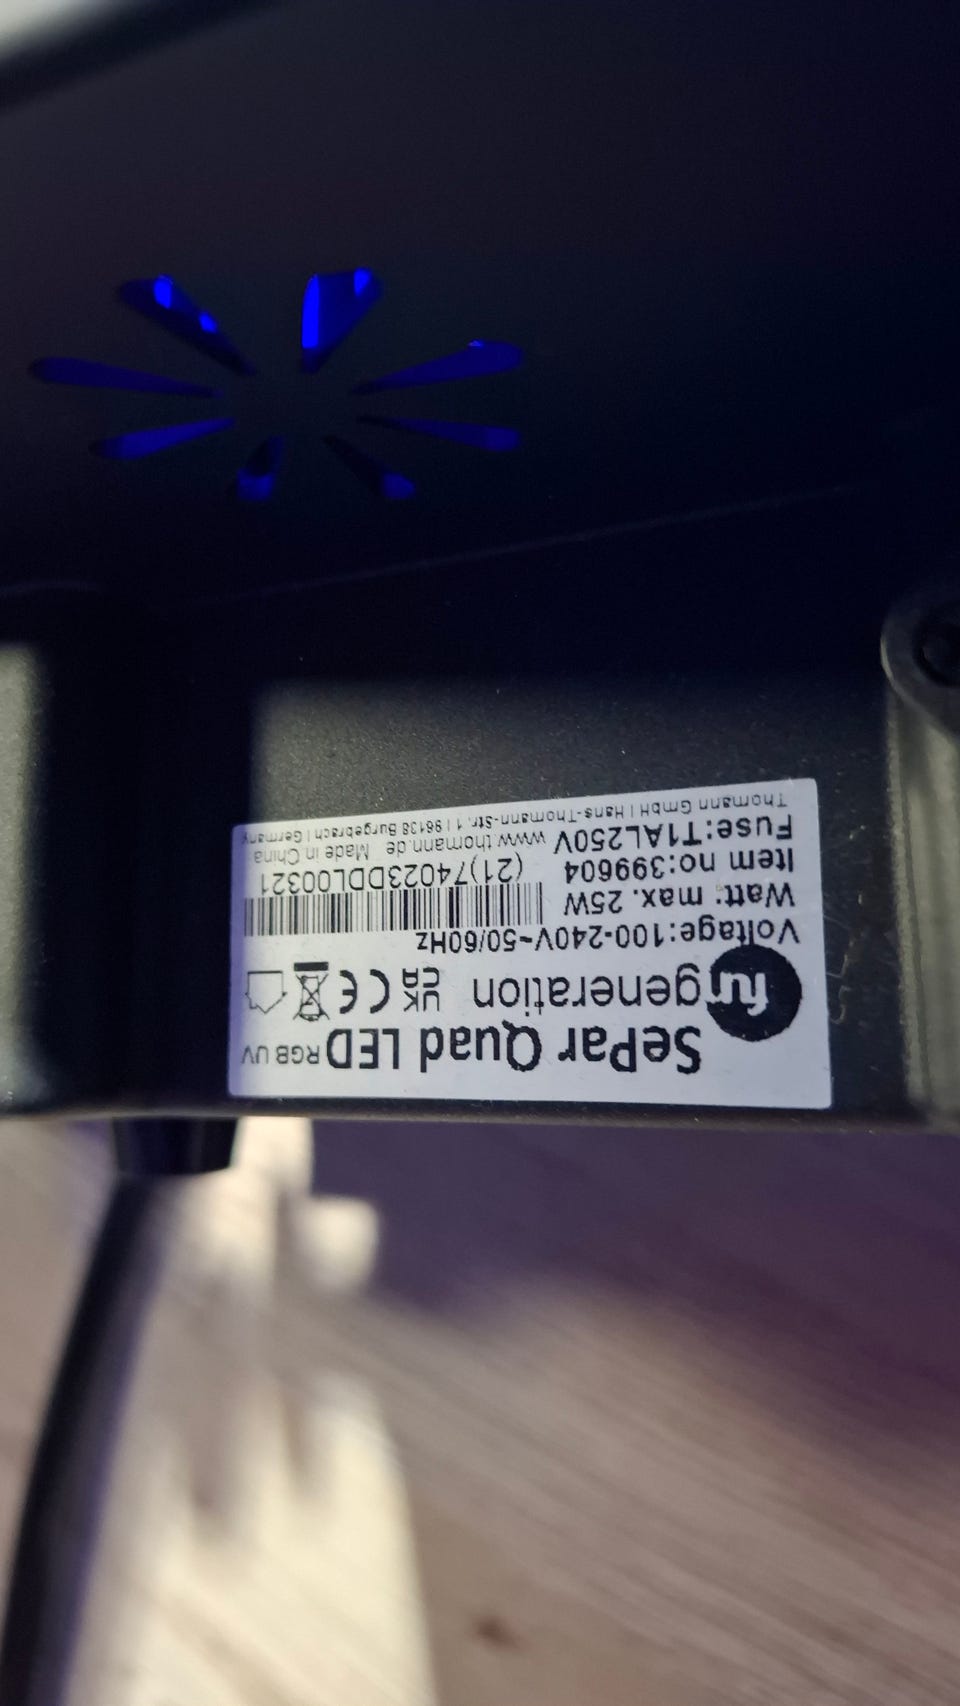 SePar Quad LED RGB UV
fun generation
UK
CA
CE
Voltage:100-240V~50/60Hz
Watt: max. 25W
Item no:399604
(21)74023DDL00321
Fuse:T1AL250V
www.thomann.de Made in China
Thomann GmbH | Hans-Thomann-Str. 1 | 96138 Burgebrach | Germany